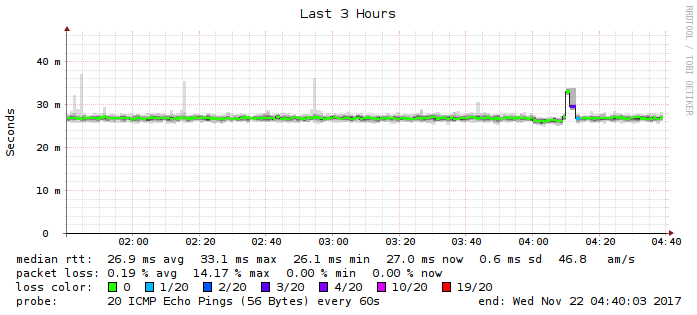 Last 3 Hours
RRDTOOL / TOBI OETIKER
Seconds
40 m
30 m
20 m
10 m
0
02:00 02:20 02:40 03:00 03:20 03:40 04:00 04:20 04:40
median rtt: 26.9 ms avg 33.1 ms max 26.1 ms min 27.0 ms now 0.6 ms sd 46.8 am/s
packet loss: 0.19 % avg 14.17 % max 0.00 % min 0.00 % now
loss color: 0 1/20 2/20 3/20 4/20 10/20 19/20
probe: 20 ICMP Echo Pings (56 Bytes) every 60s end: Wed Nov 22 04:40:03 2017